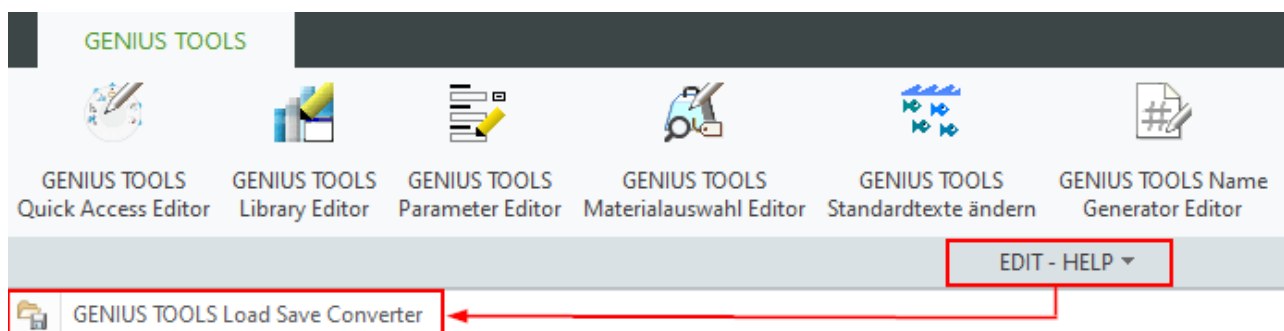 GENIUS TOOLS
GENIUS TOOLS
Quick Access Editor
GENIUS TOOLS
Library Editor
GENIUS TOOLS
Parameter Editor
GENIUS TOOLS
Materialauswahl Editor
GENIUS TOOLS
Standardtexte ändern
GENIUS TOOLS Name
Generator Editor
EDIT - HELP
GENIUS TOOLS Load Save Converter